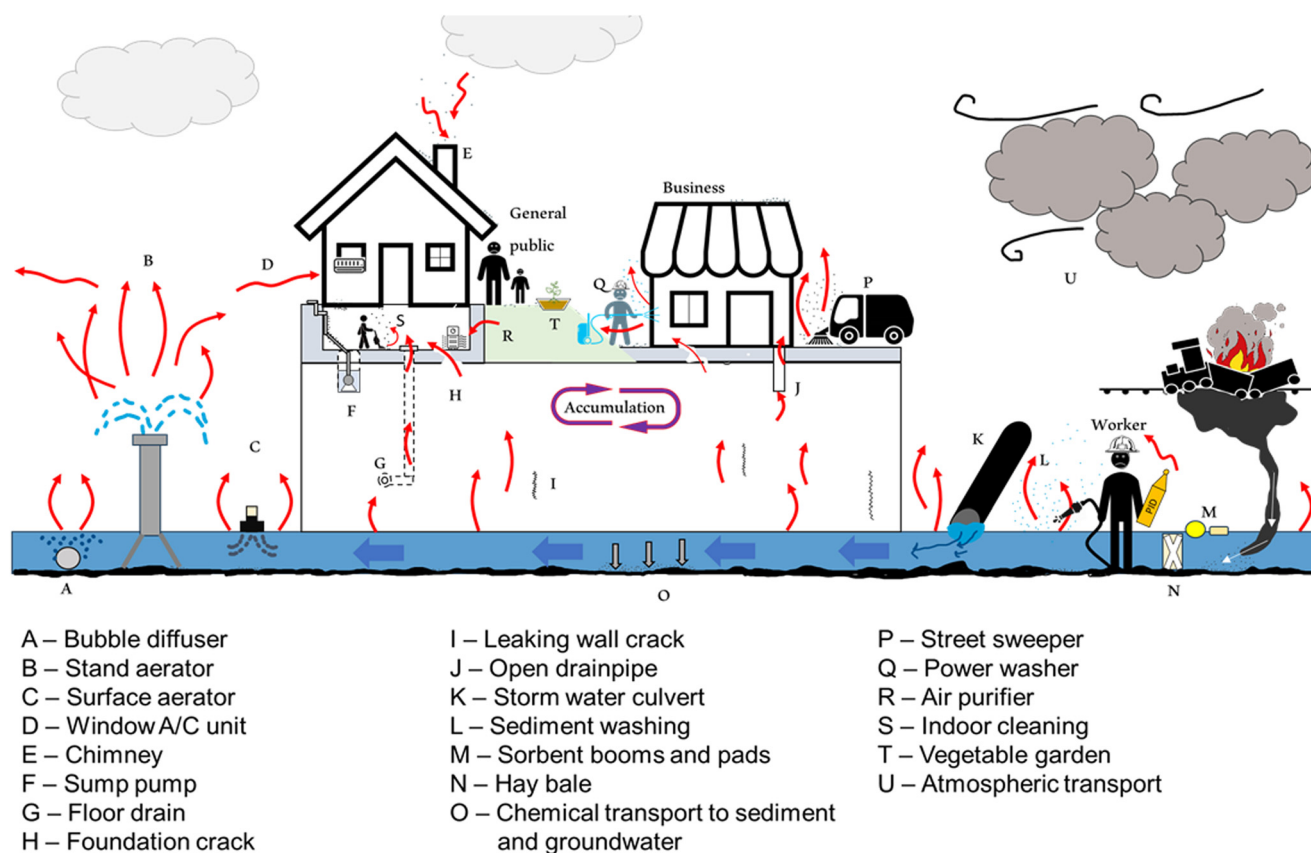 E
Business
General
public
B
D
Q
P
U
S
T
R
F
H
Accumulation
J
Worker
C
G
I
K
L
PID
M
A
O
N
A – Bubble diffuser
B – Stand aerator
C – Surface aerator
D – Window A/C unit
E – Chimney
F – Sump pump
G – Floor drain
H – Foundation crack
I – Leaking wall crack
J – Open drainpipe
K – Storm water culvert
L – Sediment washing
M – Sorbent booms and pads
N – Hay bale
O – Chemical transport to sediment
and groundwater
P – Street sweeper
Q – Power washer
R – Air purifier
S – Indoor cleaning
T – Vegetable garden
U – Atmospheric transport